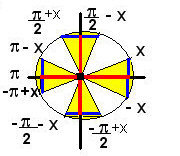 π/2 + x
π/2 - x
π - x
x
π
-π + x
- x
-π/2 - x
-π/2 + x